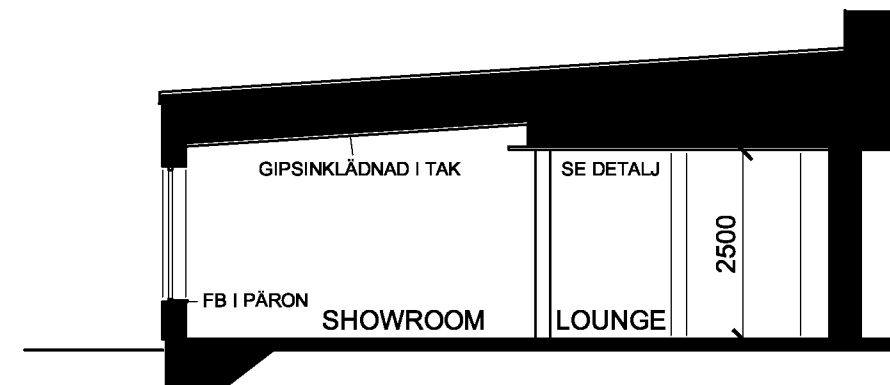 GIPSINKLÄDNAD I TAK
SE DETALJ
2500
FB I PÄRON
SHOWROOM
LOUNGE